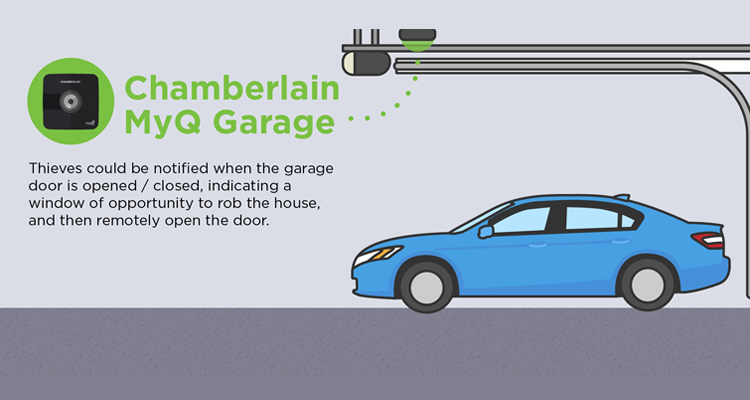 Chamberlain
MyQ Garage
Thieves could be notified when the garage
door is opened / closed, indicating a
window of opportunity to rob the house,
and then remotely open the door.